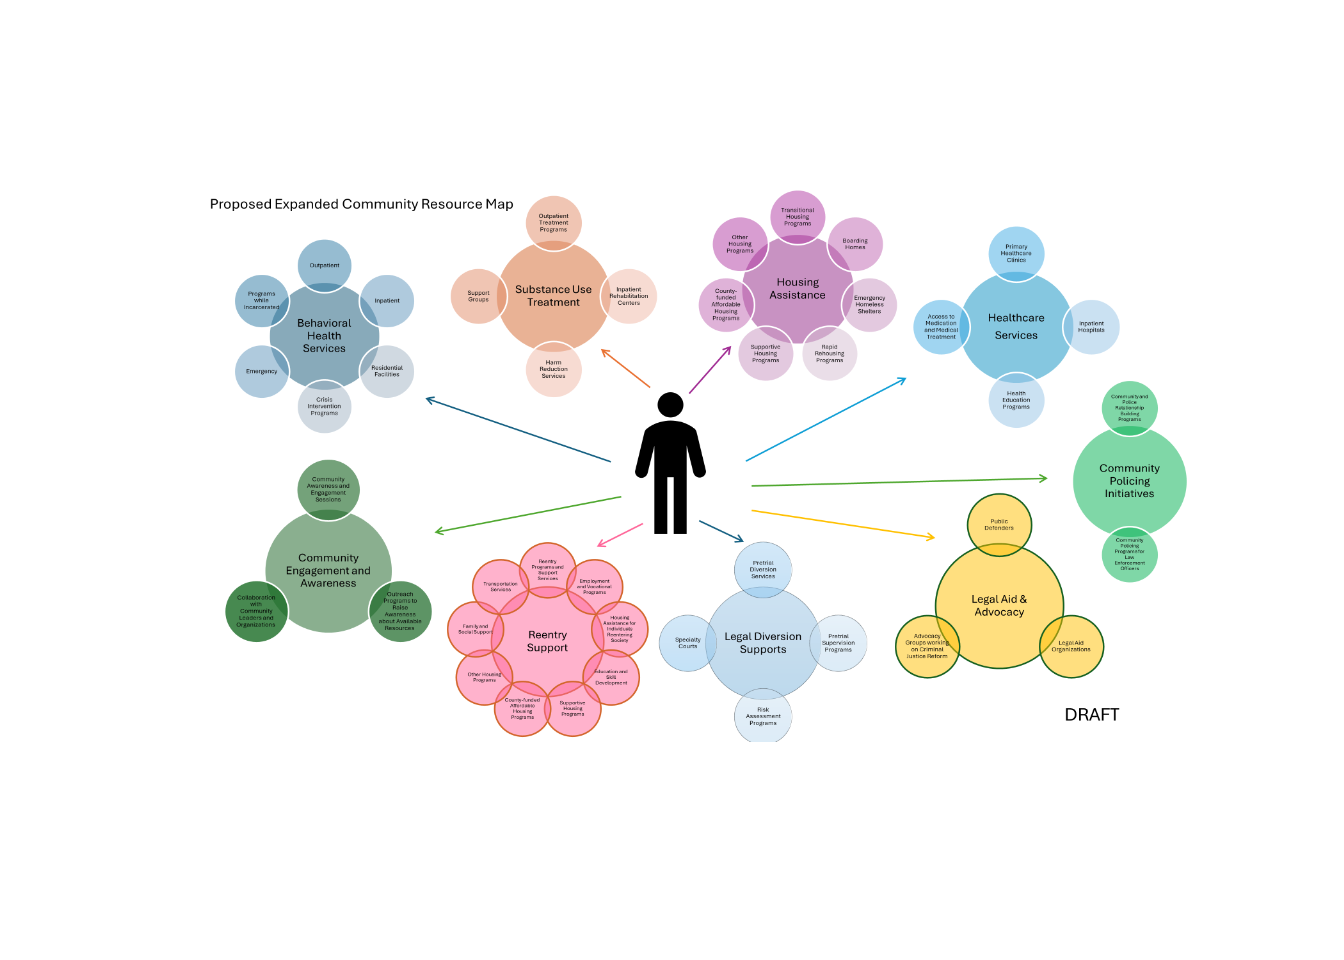 Proposed Expanded Community Resource Map
Outpatient
Inpatient
Residential
Facilities
Crisis
Intervention
Programs
Emergency
Programs
while
Incarcerated
Behavioral
Health
Services
Outpatient
Treatment
Programs
Inpatient
Rehabilitation
Centers
Harm
Reduction
Services
Support
Groups
Substance Use
Treatment
Transitional
Housing
Programs
Boarding
Homes
Emergency
Homeless
Shelters
Rapid
Rehousing
Programs
Supportive
Housing
Programs
County-
funded
Affordable
Housing
Programs
Other
Housing
Programs
Housing
Assistance
Primary
Healthcare
Clinics
Inpatient
Hospitals
Health
Education
Programs
Access to
Medication
and Medical
Treatment
Healthcare
Services
Community and
Police
Relationship
Building
Programs
Community
Policing
Initiatives
Community
Policing
Programs for
Law
Enforcement
Officers
Public
Defenders
Legal Aid
Organizations
Advocacy
Groups working
on Criminal
Justice Reform
Legal Aid &
Advocacy
Pretrial
Diversion
Services
Pretrial
Supervision
Programs
Risk
Assessment
Programs
Specialty
Courts
Legal Diversion
Supports
Reentry
Programs and
Support
Services
Employment
and Vocational
Programs
Housing
Assistance for
Individuals
Reentering
Society
Education and
Skills
Development
Supportive
Housing
Programs
County-funded
Affordable
Housing
Programs
Other Housing
Programs
Family and
Social Support
Transportation
Services
Reentry
Support
Community
Awareness and
Engagement
Sessions
Outreach
Programs to
Raise
Awareness
about Available
Resources
Collaboration
with
Community
Leaders and
Organizations
Community
Engagement and
Awareness
DRAFT